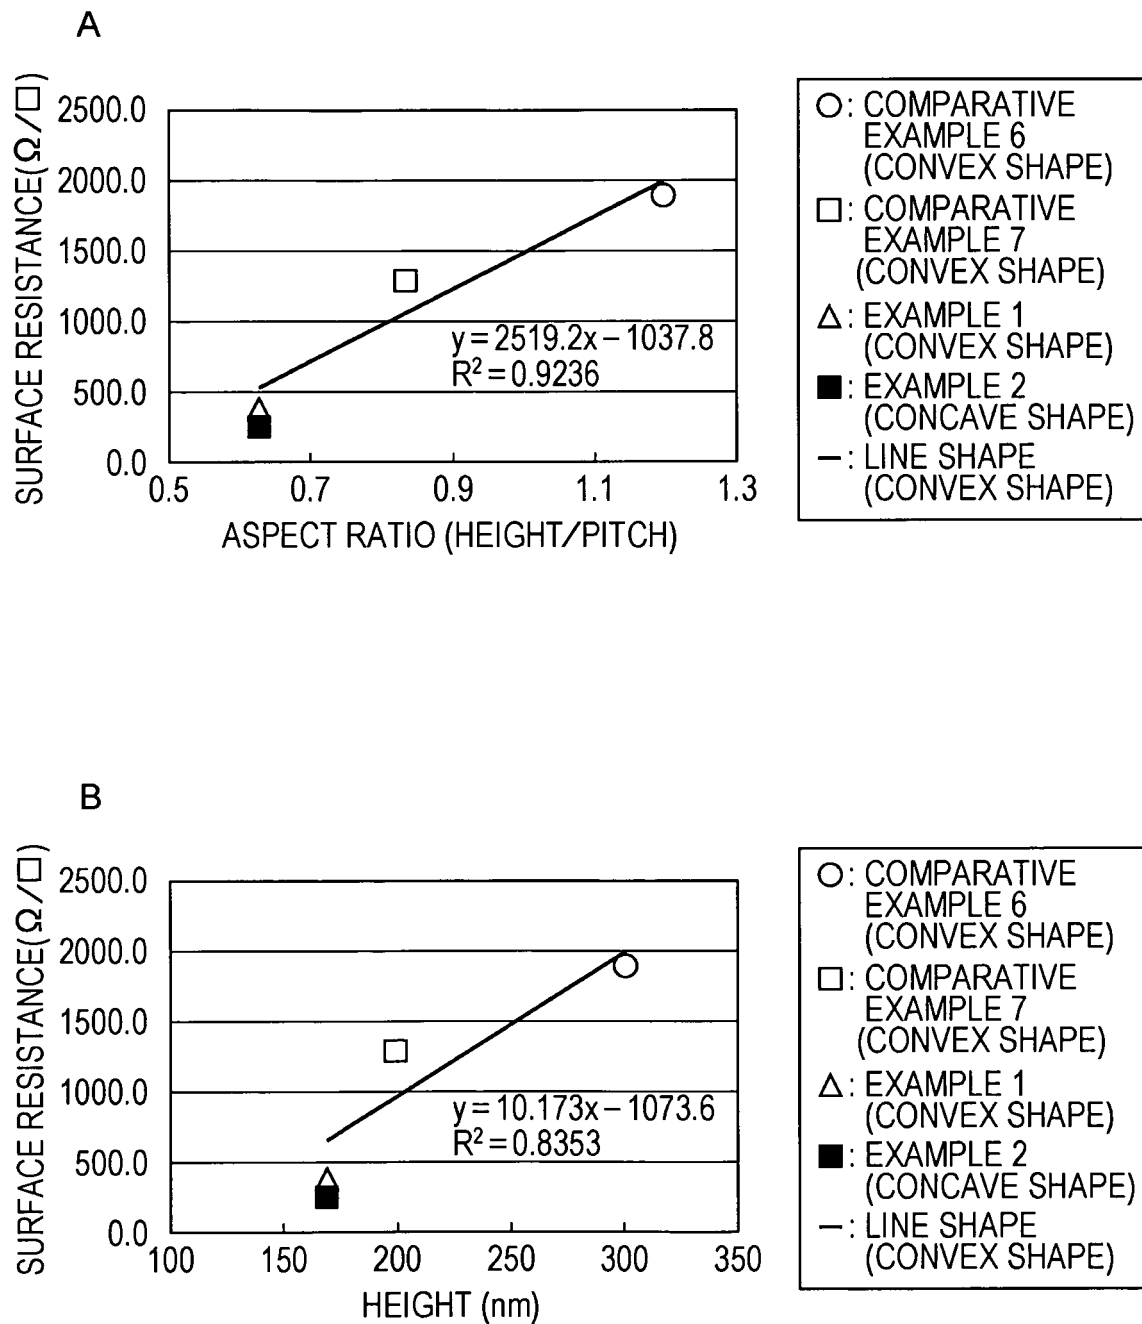 A
SURFACE RESISTANCE(Ω/□)
2500.0
2000.0
1500.0
1000.0
500.0
0.0
0.5 0.7 0.9 1.1 1.3
ASPECT RATIO (HEIGHT/PITCH)
y=2519.2x–1037.8
R²=0.9236
○: COMPARATIVE
EXAMPLE 6
(CONVEX SHAPE)
□: COMPARATIVE
EXAMPLE 7
(CONVEX SHAPE)
△: EXAMPLE 1
(CONVEX SHAPE)
■: EXAMPLE 2
(CONCAVE SHAPE)
–: LINE SHAPE
(CONVEX SHAPE)
B
SURFACE RESISTANCE(Ω/□)
2500.0
2000.0
1500.0
1000.0
500.0
0.0
100 150 200 250 300 350
HEIGHT (nm)
y=10.173x–1073.6
R²=0.8353
○: COMPARATIVE
EXAMPLE 6
(CONVEX SHAPE)
□: COMPARATIVE
EXAMPLE 7
(CONVEX SHAPE)
△: EXAMPLE 1
(CONVEX SHAPE)
■: EXAMPLE 2
(CONCAVE SHAPE)
–: LINE SHAPE
(CONVEX SHAPE)